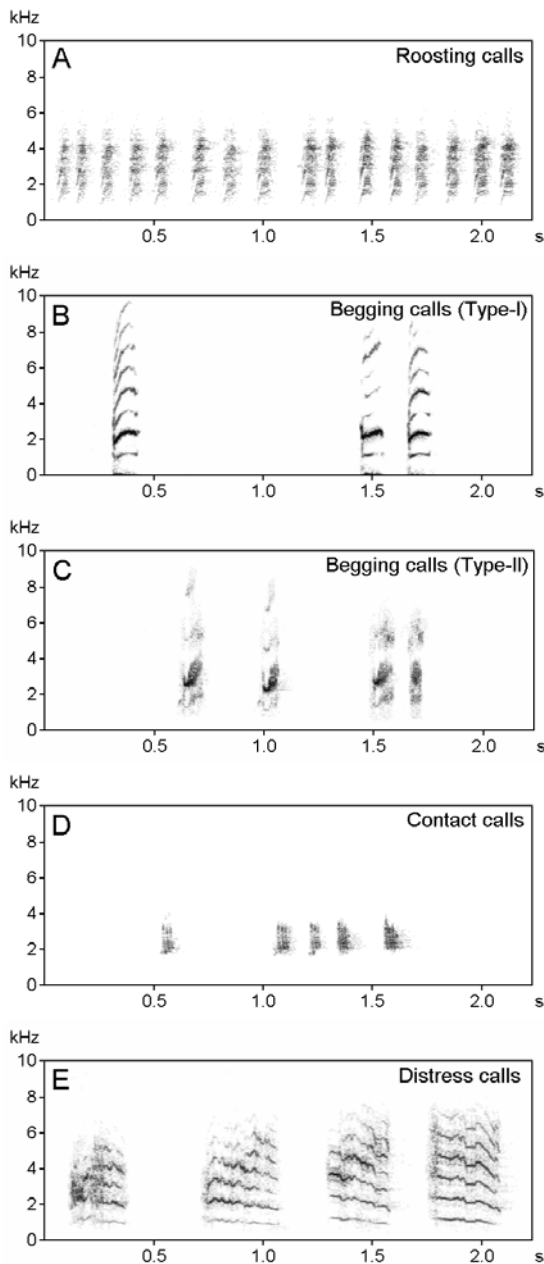 kHz
10
A
Roosting calls
8
6
4
2
0
0.5 1.0 1.5 2.0 s
kHz
10
B
Begging calls (Type-I)
8
6
4
2
0
0.5 1.0 1.5 2.0 s
kHz
10
C
Begging calls (Type-II)
8
6
4
2
0
0.5 1.0 1.5 2.0 s
kHz
10
D
Contact calls
8
6
4
2
0
0.5 1.0 1.5 2.0 s
kHz
10
E
Distress calls
8
6
4
2
0
0.5 1.0 1.5 2.0 s